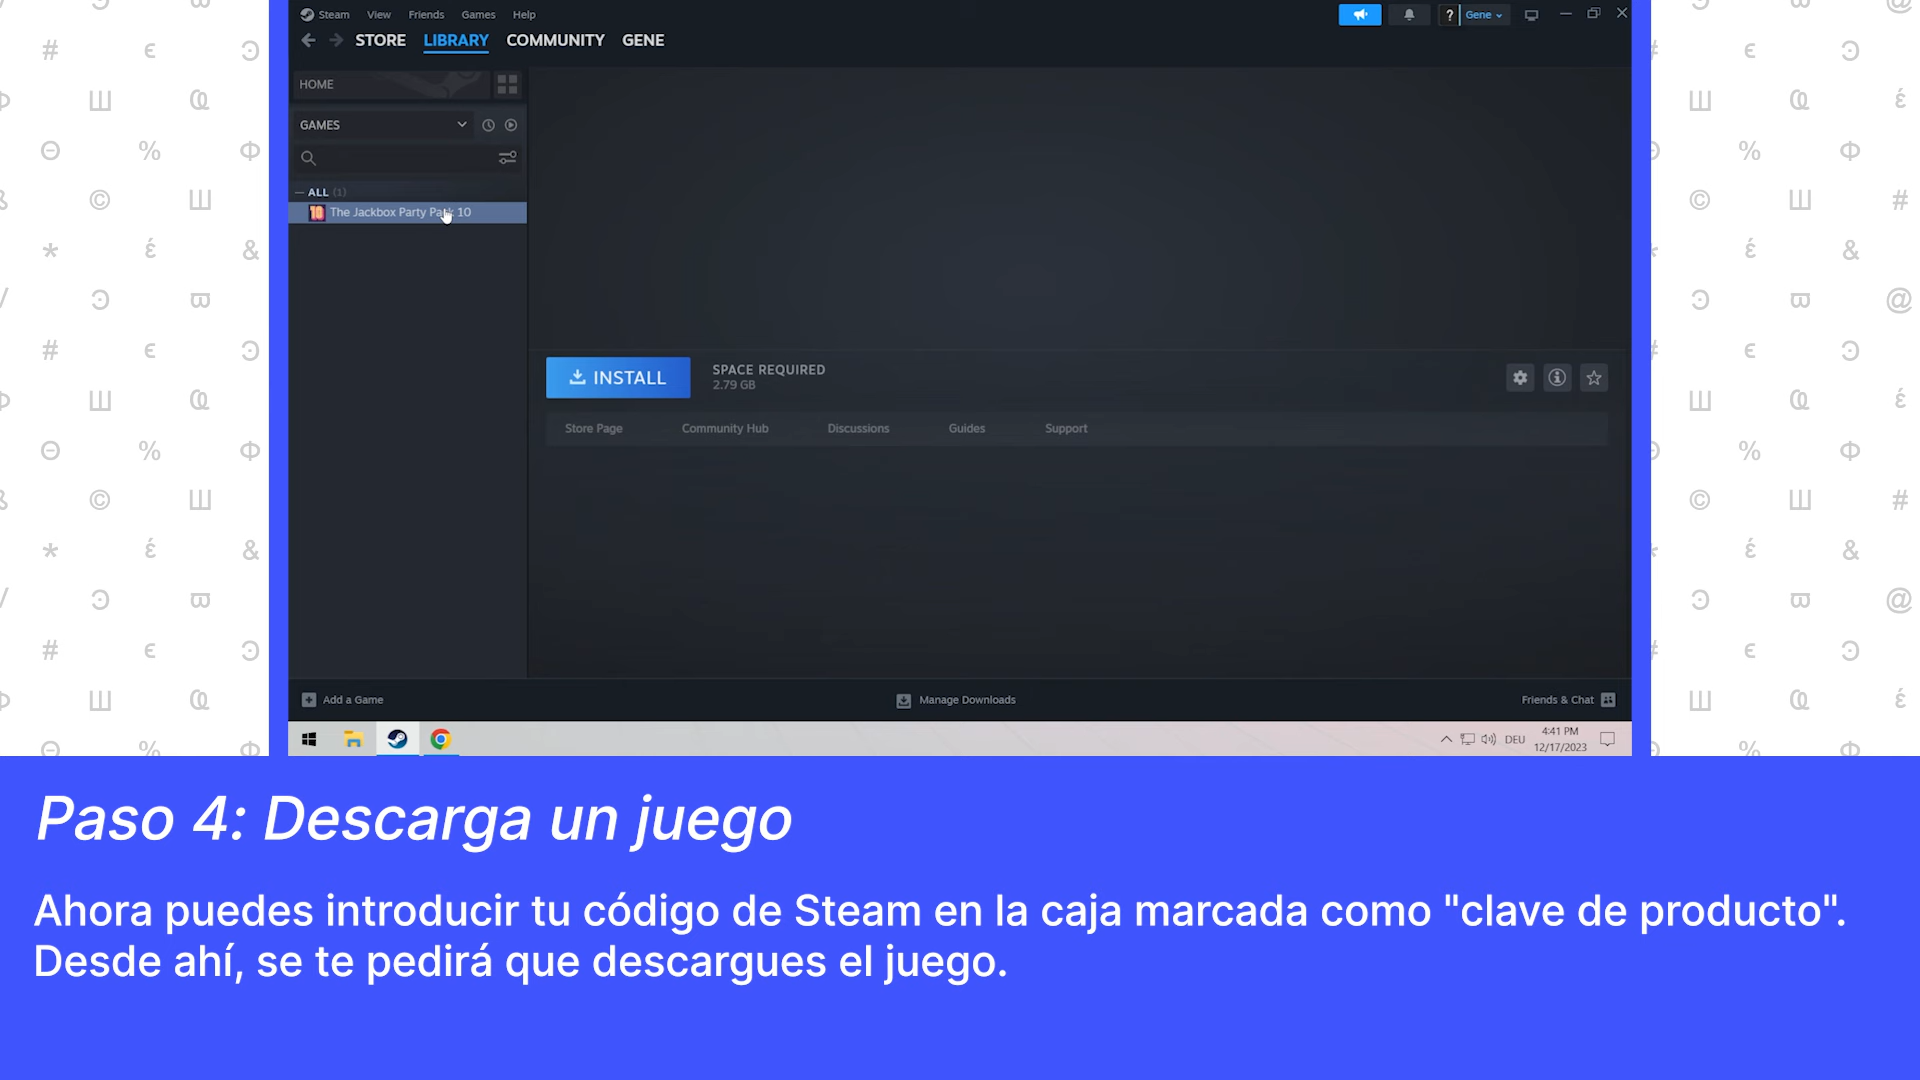 Steam View Friends Games Help
? Gene
STORE LIBRARY COMMUNITY GENE
HOME
GAMES
ALL (1)
10 The Jackbox Party Pack 10
INSTALL
SPACE REQUIRED
2.79 GB
Store Page Community Hub Discussions Guides Support
Add a Game Manage Downloads Friends & Chat
DEU 4:41 PM
12/17/2023
Paso 4: Descarga un juego
Ahora puedes introducir tu código de Steam en la caja marcada como "clave de producto".
Desde ahí, se te pedirá que descargues el juego.